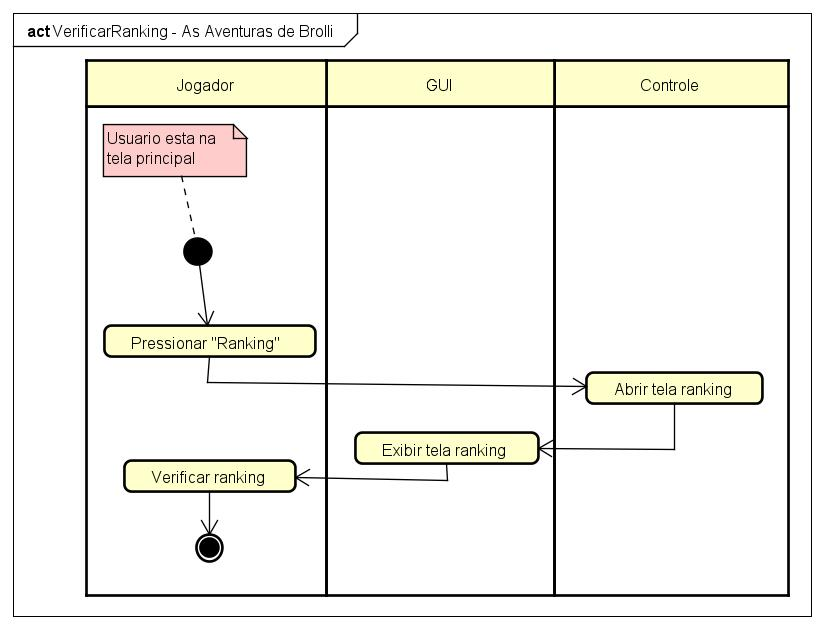 act VerificarRanking - As Aventuras de Brolli
Jogador
GUI
Controle
Usuario esta na
tela principal
Pressionar "Ranking"
Abrir tela ranking
Exibir tela ranking
Verificar ranking